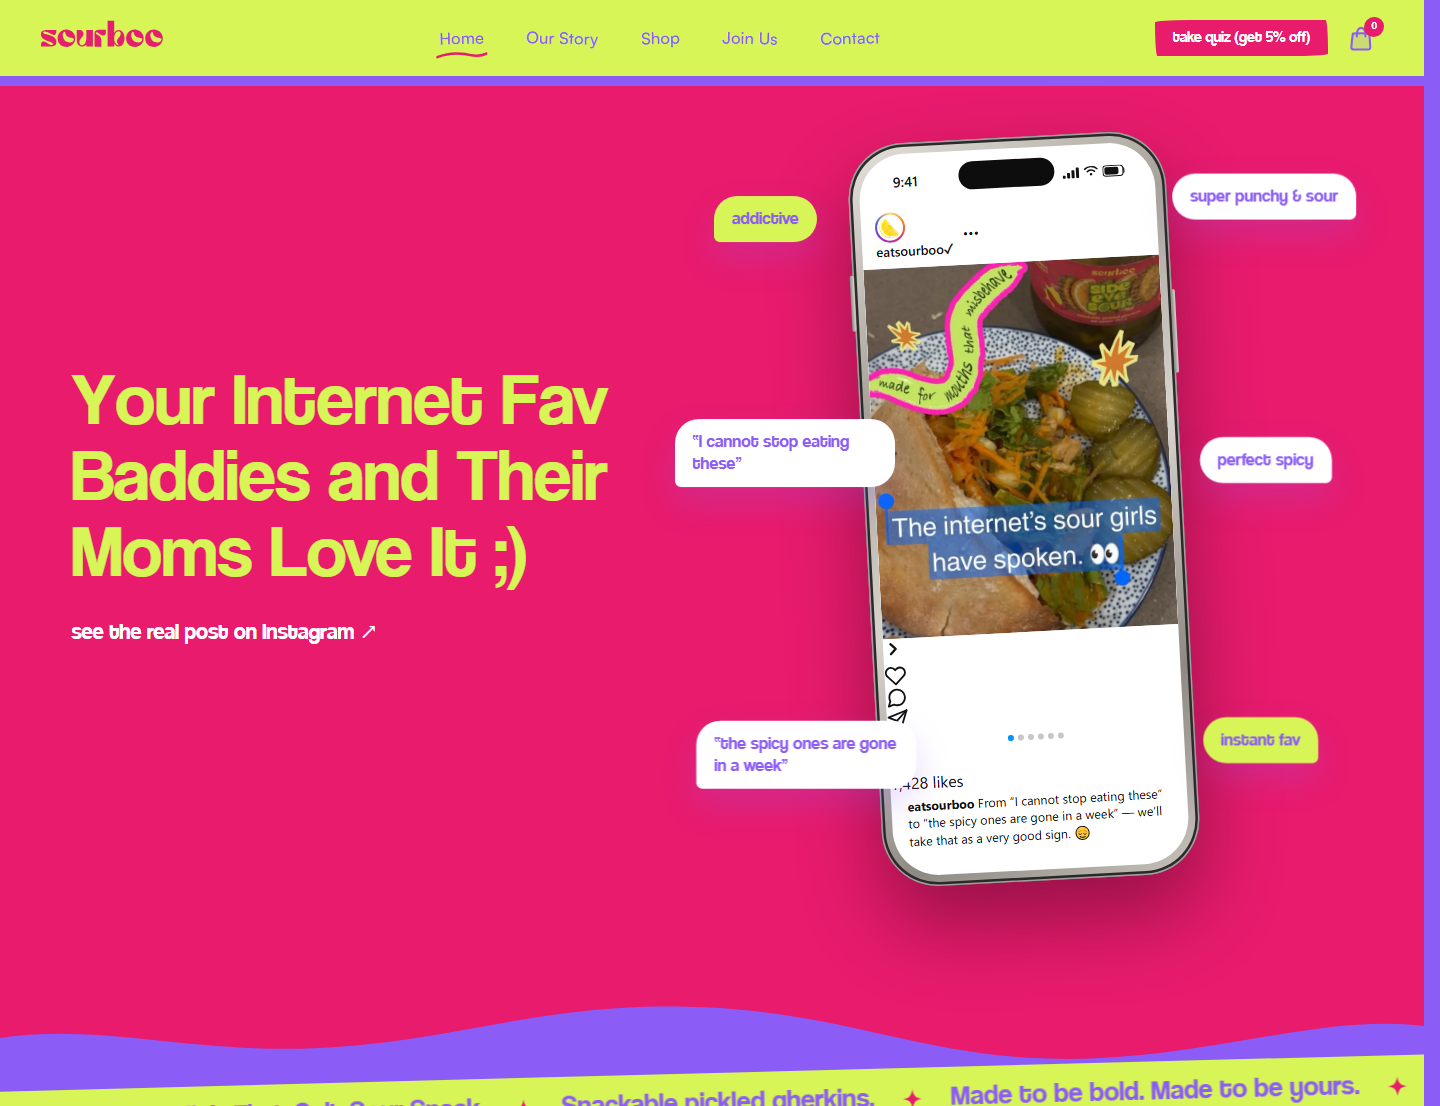 sourboo
Home
Our Story
Shop
Join Us
Contact
take quiz (get 5% off)
0
Your Internet Fav
Baddies and Their
Moms Love It ;)
see the real post on Instagram ↗
addictive
super punchy & sour
"I cannot stop eating
these"
perfect spicy
"the spicy ones are gone
in a week"
instant fav
9:41
eatsourboo✓
•••
sourboo
SIDE
EYE
SOUR
made for mouths that misbehave
The internet's sour girls
have spoken. 👀
428 likes
eatsourboo From "I cannot stop eating these"
to "the spicy ones are gone in a week" — we'll
take that as a very good sign. 😌
Snackable pickled gherkins.
Made to be bold. Made to be yours.